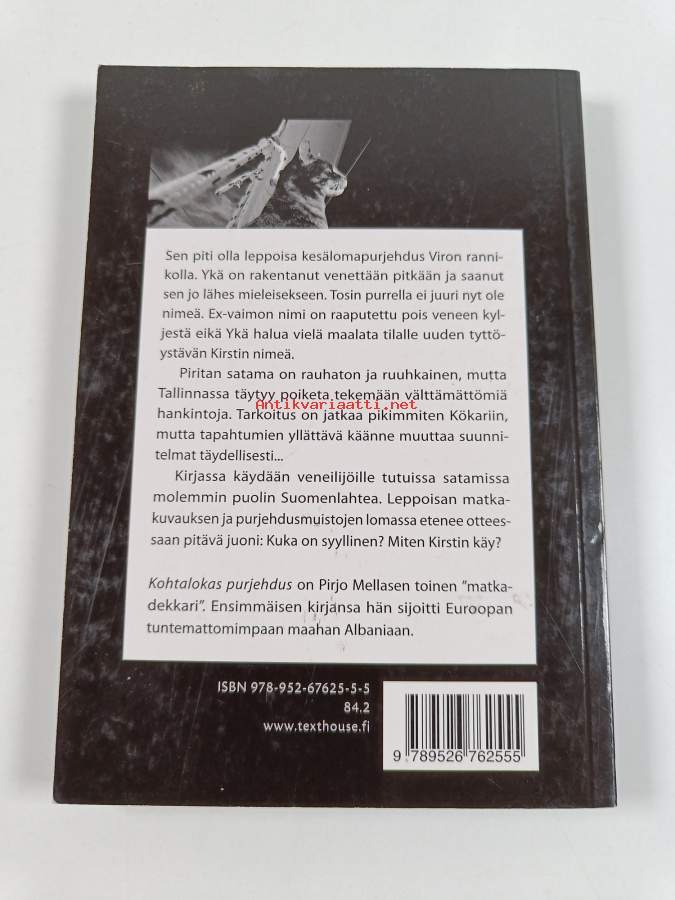 Sen piti olla leppoisa kesälomapurjehdus Viron ranni-
kolla. Ykä on rakentanut venettään pitkään ja saanut
sen jo lähes mieleisekseen. Tosin purrella ei juuri nyt ole
nimeä. Ex-vaimon nimi on raaputettu pois veneen kyl-
jestä eikä Ykä halua vielä maalata tilalle uuden tyttö-
ystävän Kirstin nimeä.
Piritan satama on rauhaton ja ruuhkainen, mutta
Tallinnassa täytyy poiketa tekemään välttämättömiä
Antikvariaatti.net
hankintoja. Tarkoitus on jatkaa pikimmiten Kökariin,
mutta tapahtumien yllättävä käänne muuttaa suunni-
telmat täydellisesti...
Kirjassa käydään veneilijöille tutuissa satamissa
molemmin puolin Suomenlahtea. Leppoisan matka-
kuvauksen ja purjehdusmuistojen lomassa etenee ottees-
saan pitävä juoni: Kuka on syyllinen? Miten Kirstin käy?
Kohtalokas purjehdus on Pirjo Mellasen toinen "matka-
dekkari". Ensimmäisen kirjansa hän sijoitti Euroopan
tuntemattomimpaan maahan Albaniaan.
ISBN 978-952-67625-5-5
84.2
www.texthouse.fi
9 789526 762555